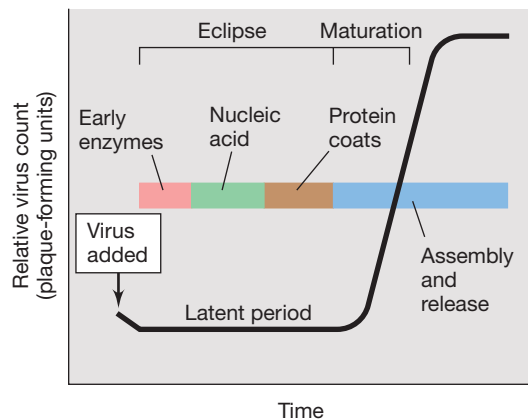 Eclipse
Maturation
Early
enzymes
Nucleic
acid
Protein
coats
Virus
added
Assembly
and
release
Latent period
Relative virus count
(plaque-forming units)
Time